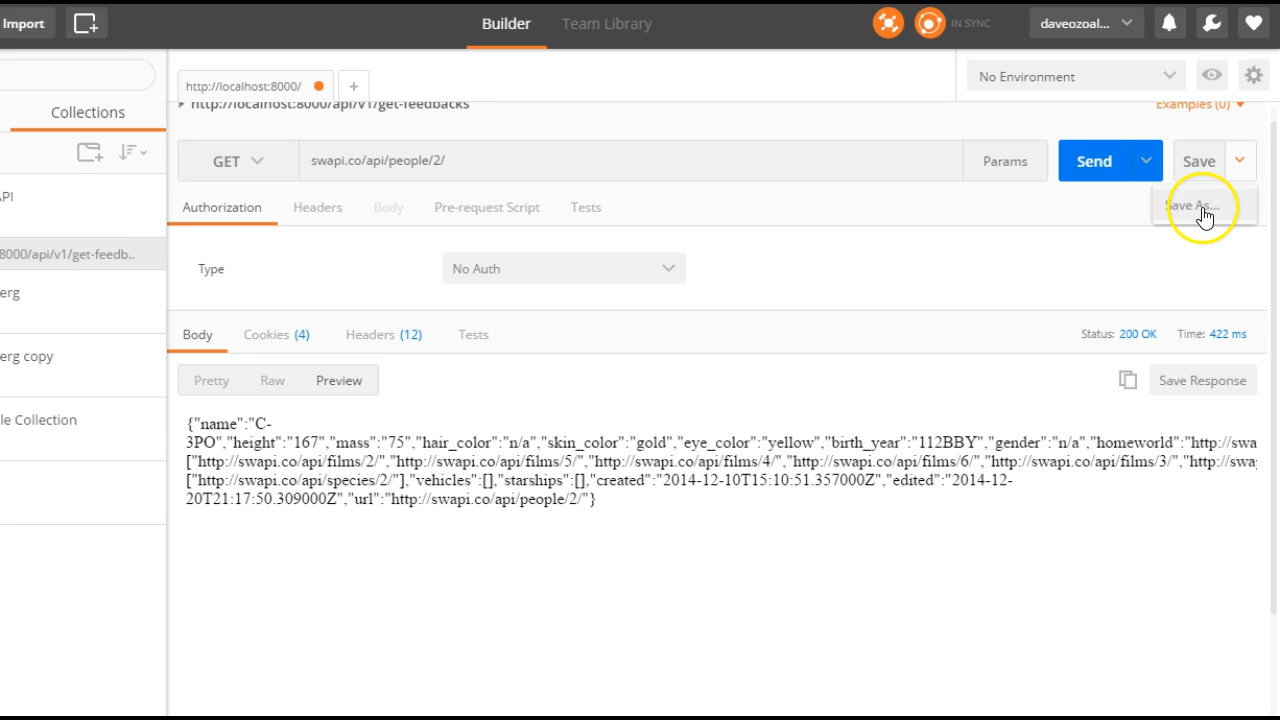 Import
Builder
Team Library
IN SYNC
daveozoal...
http://localhost:8000/
+
No Environment
Collections
http://localhost:8000/api/v1/get-feedbacks
Examples (0)
GET
swapi.co/api/people/2/
Params
Send
Save
Save As...
Authorization
Headers
Body
Pre-request Script
Tests
PI
8000/api/v1/get-feedb..
erg
erg copy
le Collection
Type
No Auth
Body
Cookies (4)
Headers (12)
Tests
Status: 200 OK
Time: 422 ms
Pretty
Raw
Preview
Save Response
{"name":"C-
3PO","height":"167","mass":"75","hair_color":"n/a","skin_color":"gold","eye_color":"yellow","birth_year":"112BBY","gender":"n/a","homeworld":"http://swa
["http://swapi.co/api/films/2/","http://swapi.co/api/films/5/","http://swapi.co/api/films/4/","http://swapi.co/api/films/6/","http://swapi.co/api/films/3/","http://swa
["http://swapi.co/api/species/2/"],"vehicles":[],"starships":[],"created":"2014-12-10T15:10:51.357000Z","edited":"2014-12-
20T21:17:50.309000Z","url":"http://swapi.co/api/people/2/"}